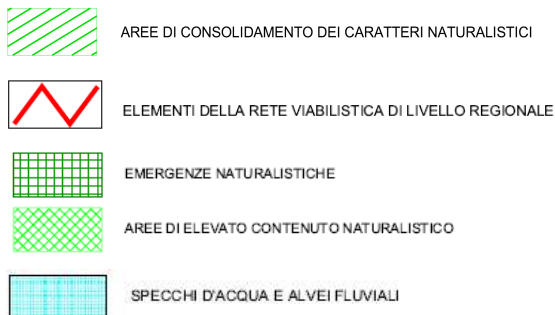 AREE DI CONSOLIDAMENTO DEI CARATTERI NATURALISTICI
ELEMENTI DELLA RETE VIABILISTICA DI LIVELLO REGIONALE
EMERGENZE NATURALISTICHE
AREE DI ELEVATO CONTENUTO NATURALISTICO
SPECCHI D'ACQUA E ALVEI FLUVIALI